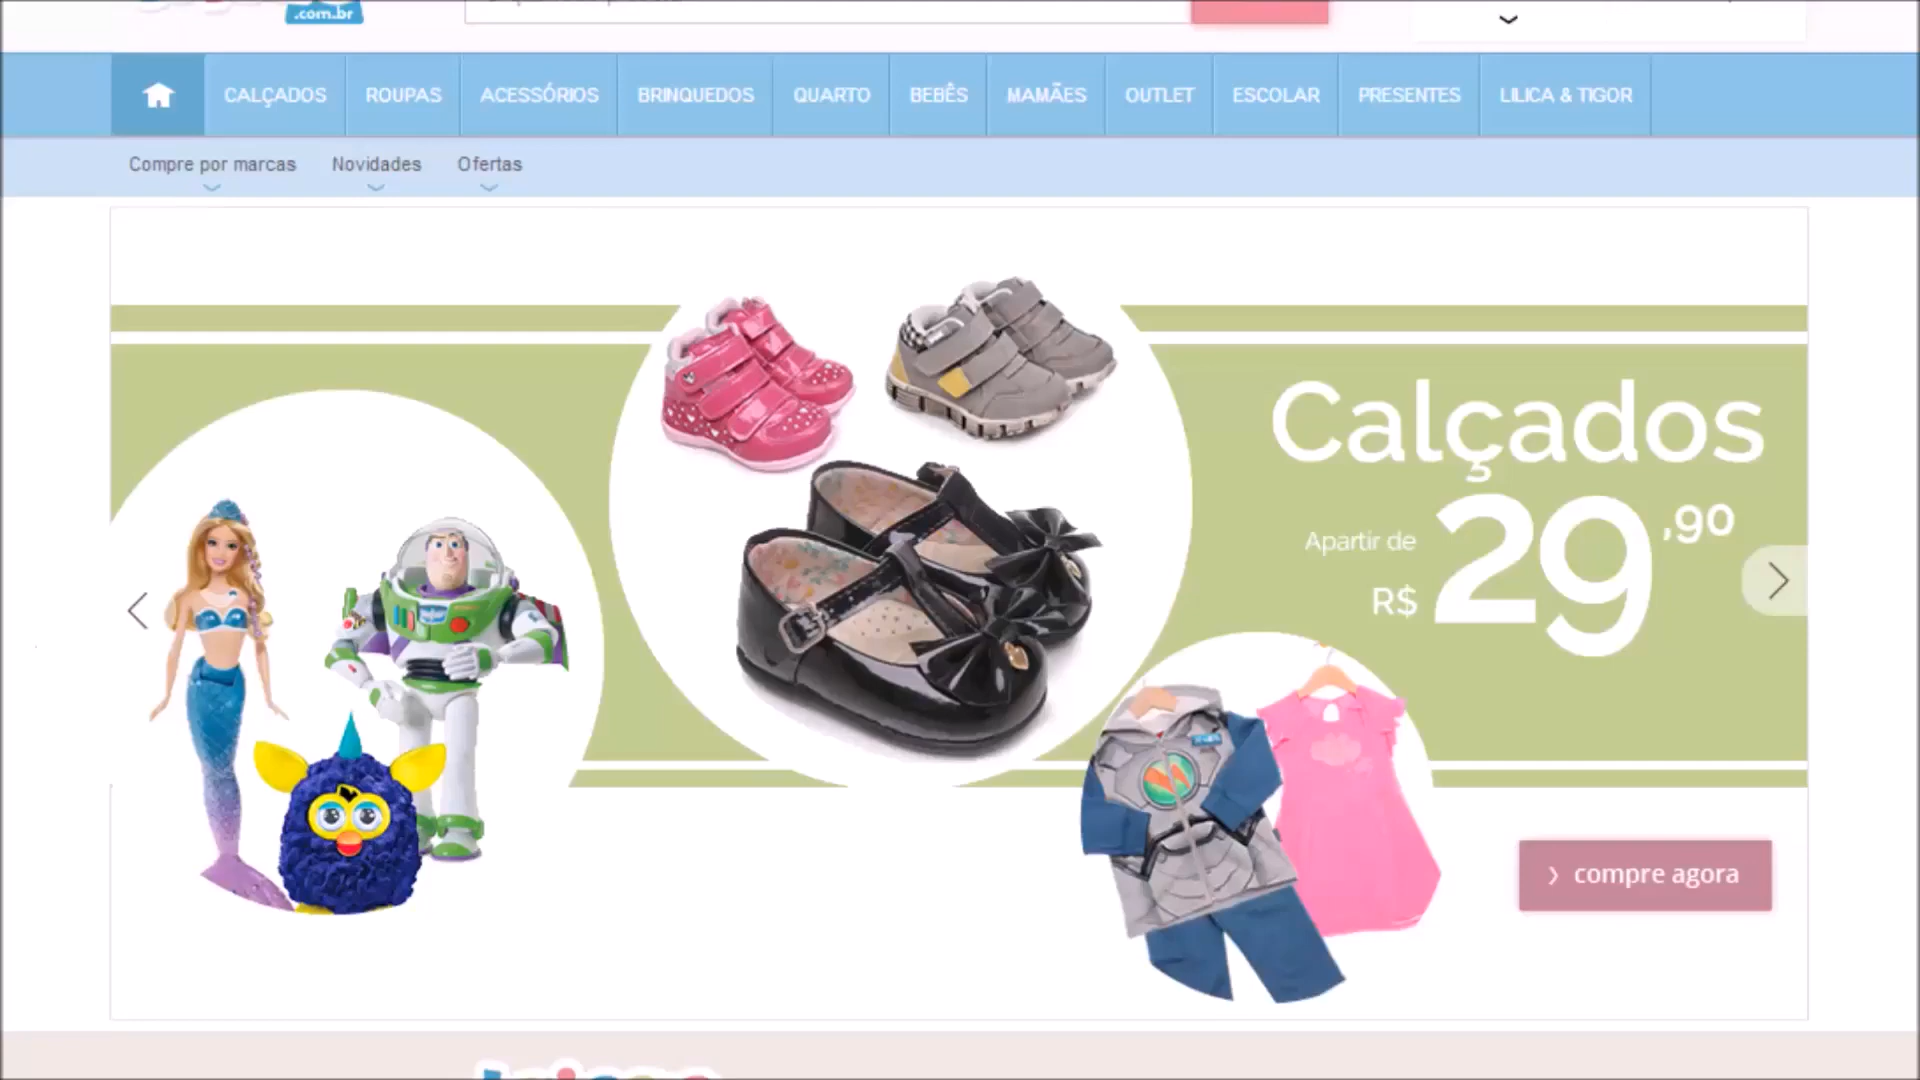 .com.br
CALÇADOS ROUPAS ACESSÓRIOS BRINQUEDOS QUARTO BEBÊS MAMÃES OUTLET ESCOLAR PRESENTES LILICA & TIGOR
Compre por marcas Novidades Ofertas
Calçados
Apartir de
R$ 29,90
compre agora